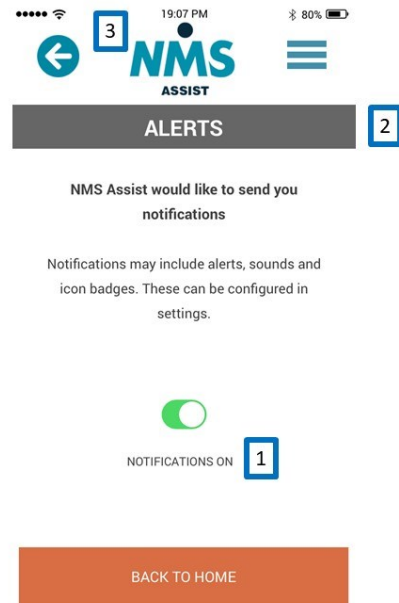 19:07 PM
80%
3
NMS
ASSIST
ALERTS
2
NMS Assist would like to send you
notifications
Notifications may include alerts, sounds and
icon badges. These can be configured in
settings.
NOTIFICATIONS ON
1
BACK TO HOME